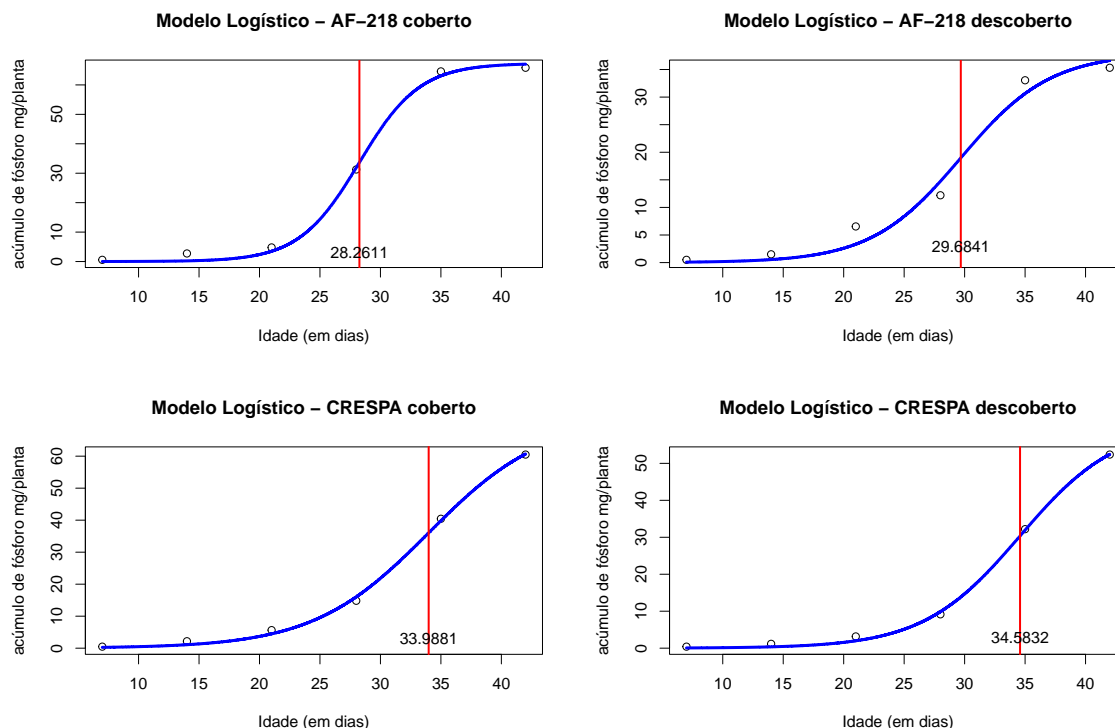 Modelo Logístico − AF−218 coberto
acúmulo de fósforo mg/planta
0 10 30 50
28.2611
10 15 20 25 30 35 40
Idade (em dias)
Modelo Logístico − AF−218 descoberto
acúmulo de fósforo mg/planta
0 5 10 20 30
29.6841
10 15 20 25 30 35 40
Idade (em dias)
Modelo Logístico − CRESPA coberto
acúmulo de fósforo mg/planta
0 10 20 30 40 50 60
33.9881
10 15 20 25 30 35 40
Idade (em dias)
Modelo Logístico − CRESPA descoberto
acúmulo de fósforo mg/planta
0 10 20 30 40 50
34.5832
10 15 20 25 30 35 40
Idade (em dias)